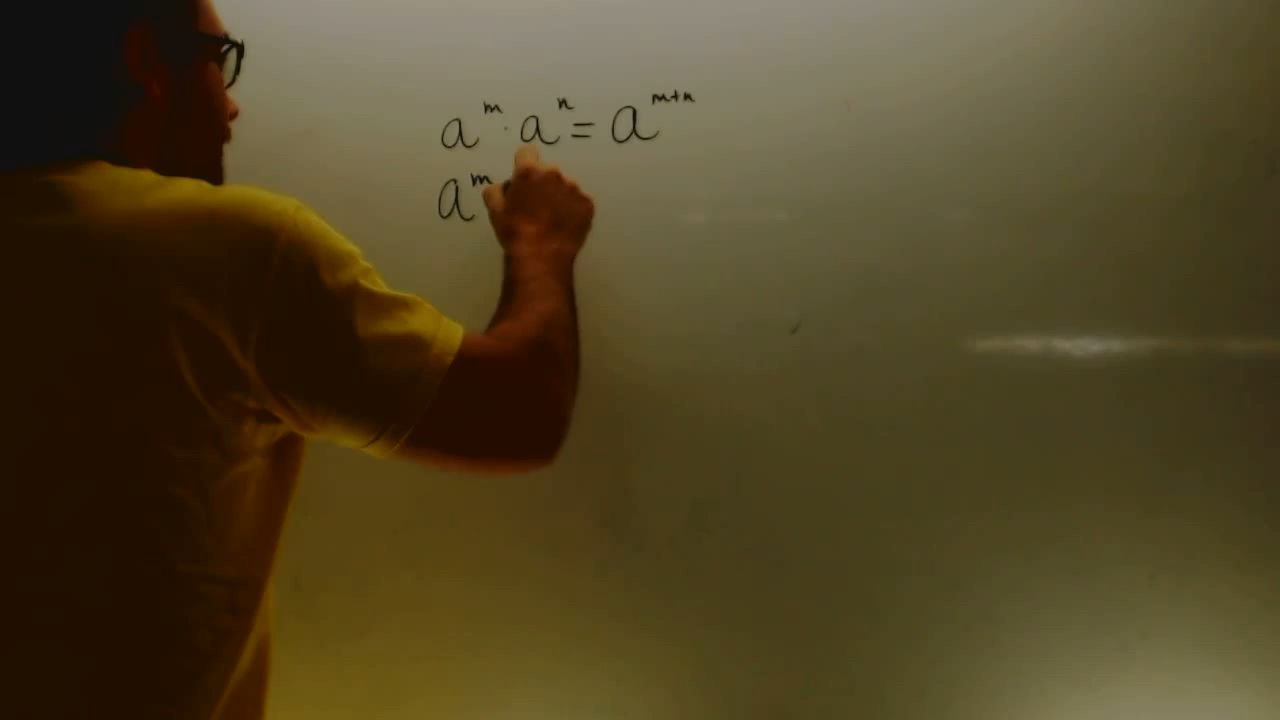 a^m · a^n = a^(m+n)
a^m